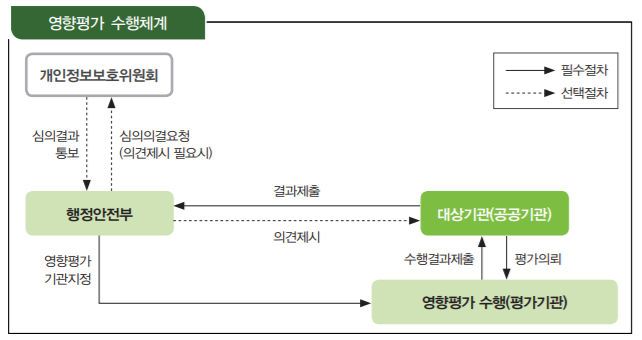 영향평가 수행체계
개인정보보호위원회
필수절차
선택절차
심의결과
통보
심의의결요청
(의견제시 필요시)
행정안전부
결과제출
의견제시
대상기관(공공기관)
영향평가
기관지정
수행결과제출
평가의뢰
영향평가 수행(평가기관)